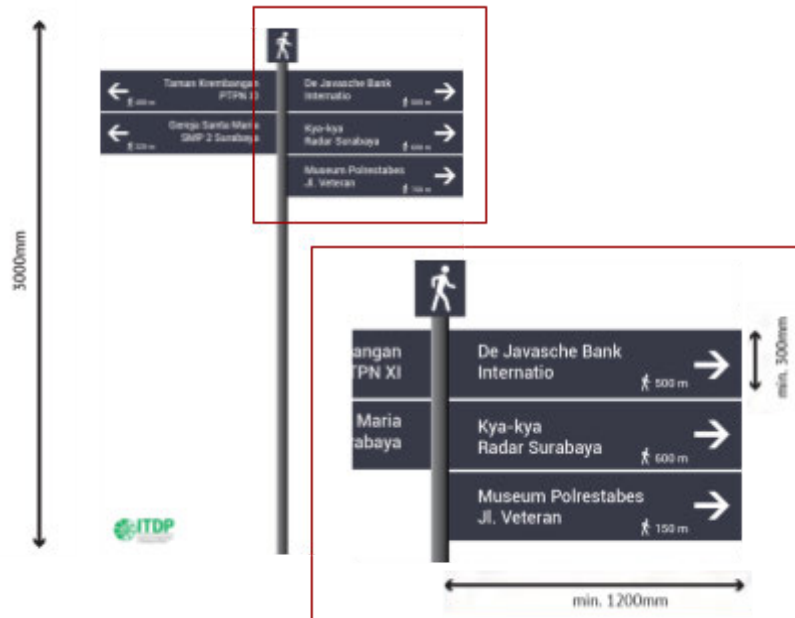 3000mm
Taman Krembangan
PTPN XI
De Javasche Bank
Internatio
500 m
Gereja Santa Maria
SMP 2 Surabaya
Kya-kya
Radar Surabaya
600 m
Museum Polrestabes
Jl. Veteran
150 m
ITDP
angan
TPN XI
De Javasche Bank
Internatio
500 m
Maria
rabaya
Kya-kya
Radar Surabaya
600 m
Museum Polrestabes
Jl. Veteran
150 m
min. 300mm
min. 1200mm